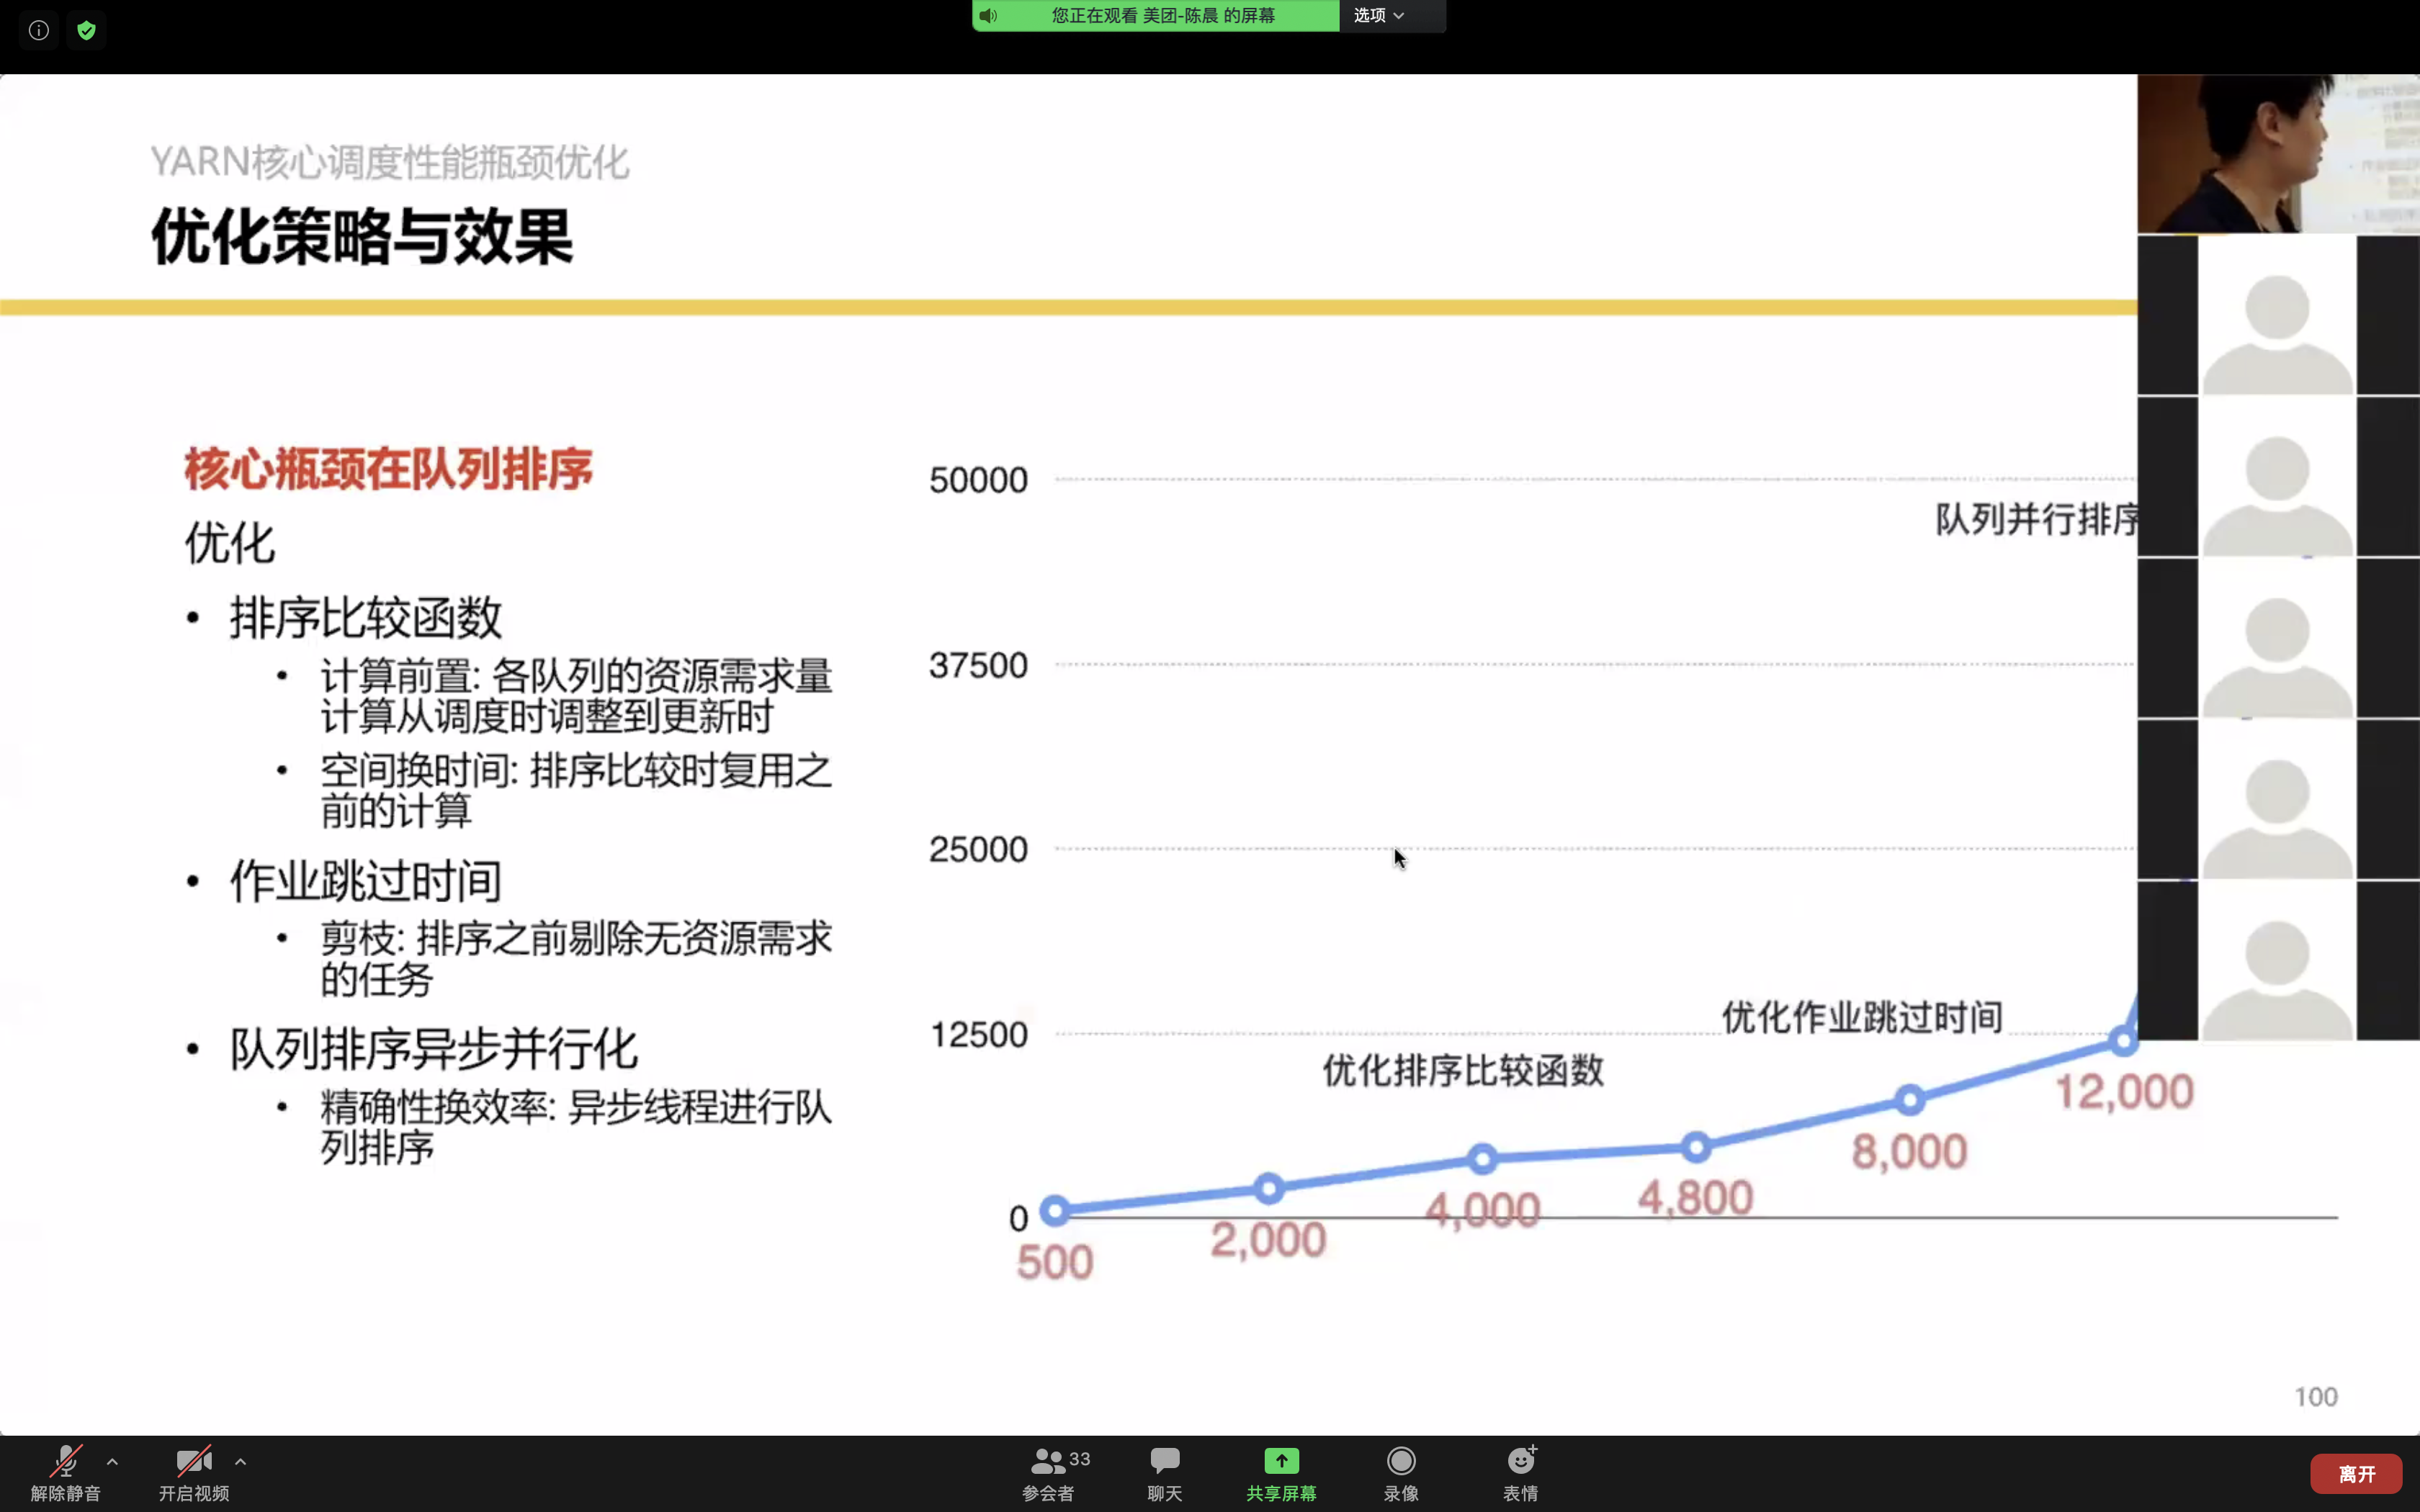 您正在观看 美团-陈晨 的屏幕
选项
YARN核心调度性能瓶颈优化
优化策略与效果
核心瓶颈在队列排序
优化
• 排序比较函数
• 计算前置: 各队列的资源需求量
计算从调度时调整到更新时
• 空间换时间: 排序比较时复用之
前的计算
• 作业跳过时间
• 剪枝: 排序之前剔除无资源需求
的任务
• 队列排序异步并行化
• 精确性换效率: 异步线程进行队
列排序
50000
队列并行排序
37500
25000
12500
优化作业跳过时间
优化排序比较函数
0
500
2,000
4,000
4,800
8,000
12,000
100
解除静音
开启视频
33
参会者
聊天
共享屏幕
录像
表情
离开